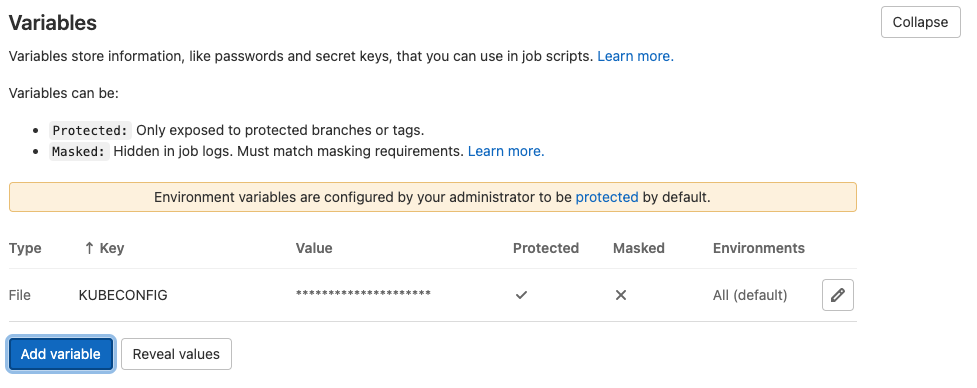 Variables
Collapse
Variables store information, like passwords and secret keys, that you can use in job scripts. Learn more.
Variables can be:
• Protected: Only exposed to protected branches or tags.
• Masked: Hidden in job logs. Must match masking requirements. Learn more.
Environment variables are configured by your administrator to be protected by default.
Type ↑ Key Value Protected Masked Environments
File KUBECONFIG ********************* ✓ ✕ All (default)
Add variable Reveal values